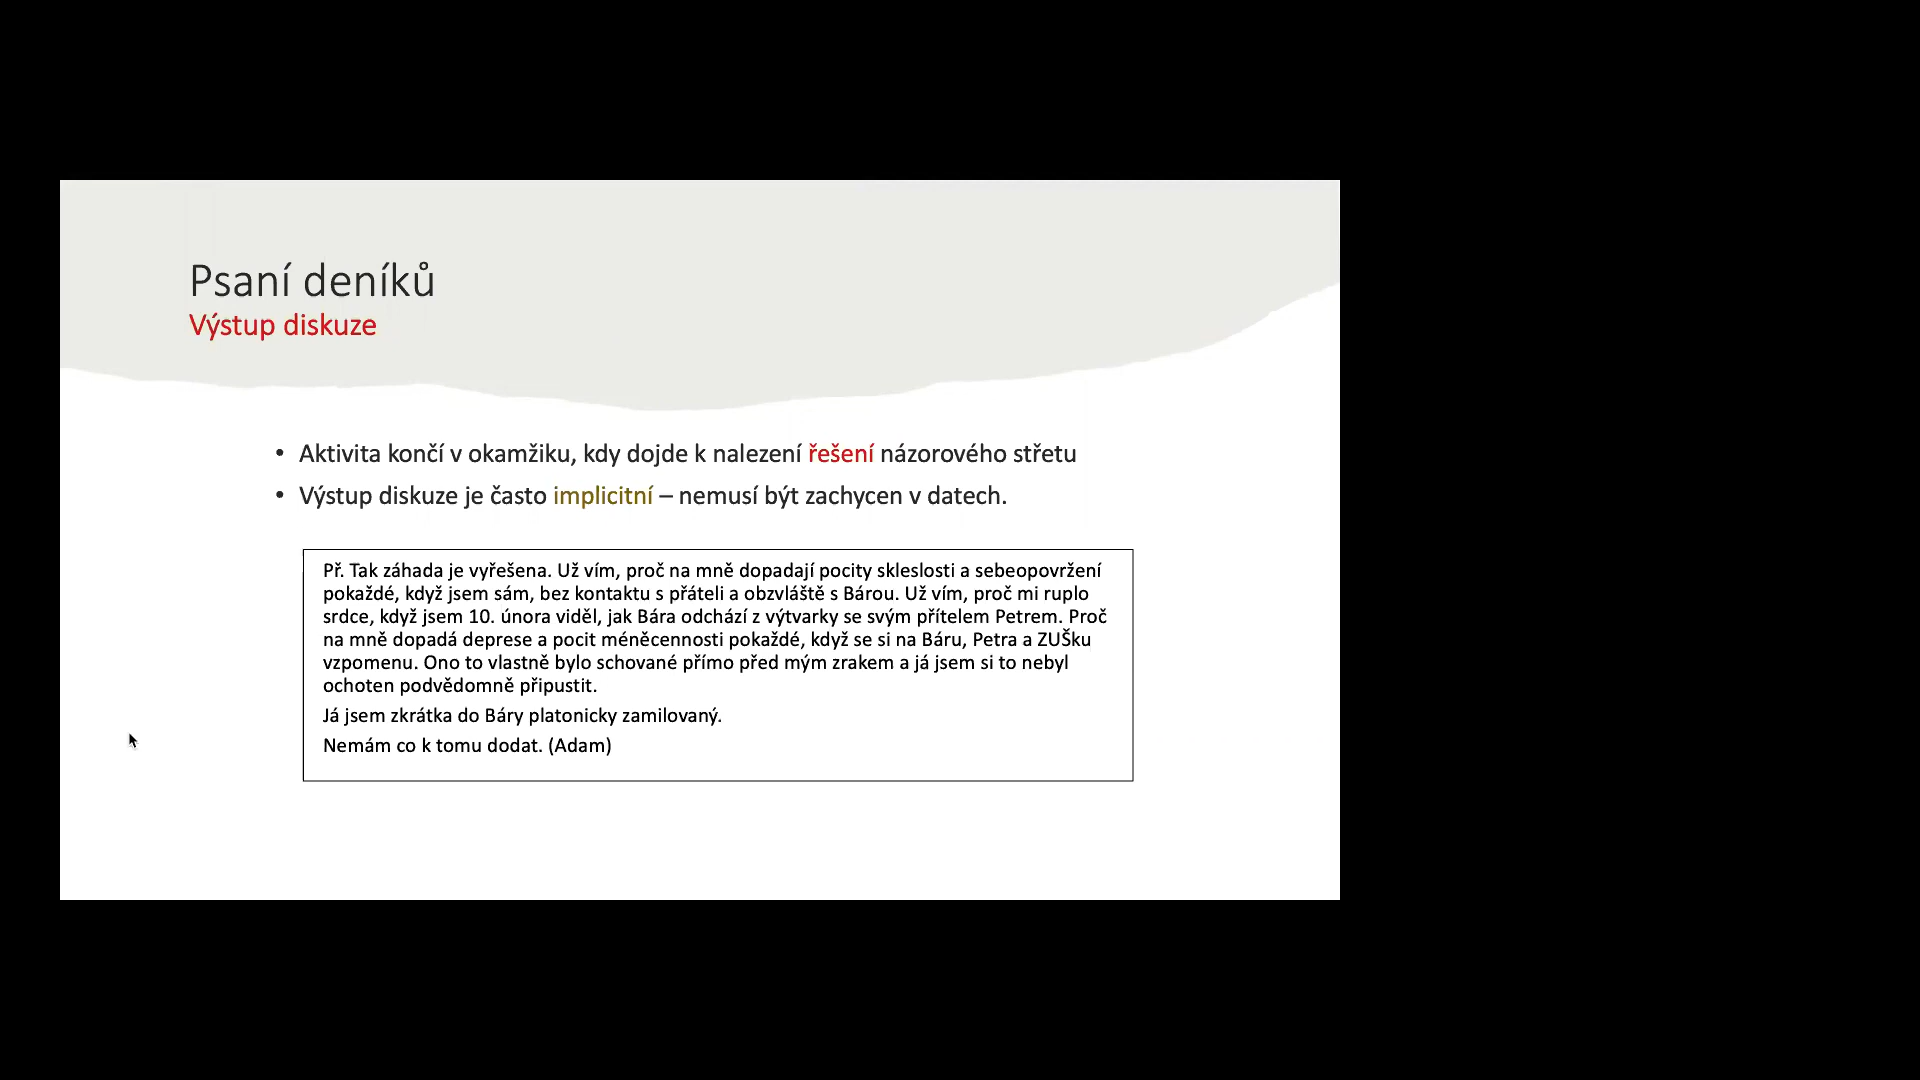 Psaní deníků
Výstup diskuze
• Aktivita končí v okamžiku, kdy dojde k nalezení řešení názorového střetu
• Výstup diskuze je často implicitní – nemusí být zachycen v datech.
Př. Tak záhada je vyřešena. Už vím, proč na mně dopadají pocity skleslosti a sebeopovržení
pokaždé, když jsem sám, bez kontaktu s přáteli a obzvláště s Bárou. Už vím, proč mi ruplo
srdce, když jsem 10. února viděl, jak Bára odchází z výtvarky se svým přítelem Petrem. Proč
na mně dopadá deprese a pocit méněcennosti pokaždé, když se si na Báru, Petra a ZUŠku
vzpomenu. Ono to vlastně bylo schované přímo před mým zrakem a já jsem si to nebyl
ochoten podvědomně připustit.
Já jsem zkrátka do Báry platonicky zamilovaný.
Nemám co k tomu dodat. (Adam)